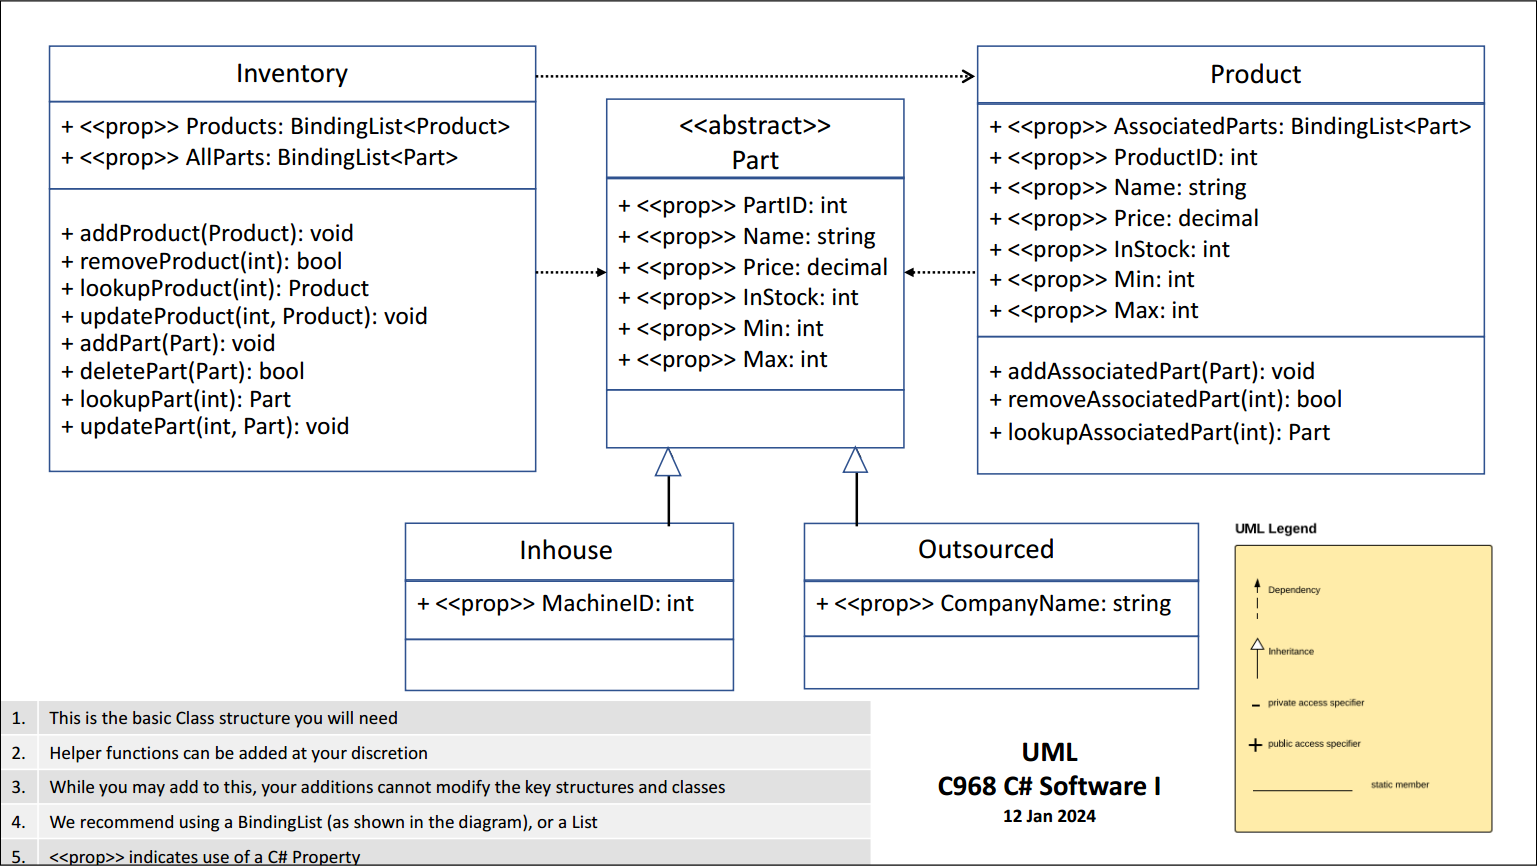 Inventory
+ <<prop>> Products: BindingList<Product>
+ <<prop>> AllParts: BindingList<Part>
+ addProduct(Product): void
+ removeProduct(int): bool
+ lookupProduct(int): Product
+ updateProduct(int, Product): void
+ addPart(Part): void
+ deletePart(Part): bool
+ lookupPart(int): Part
+ updatePart(int, Part): void
<<abstract>>
Part
+ <<prop>> PartID: int
+ <<prop>> Name: string
+ <<prop>> Price: decimal
+ <<prop>> InStock: int
+ <<prop>> Min: int
+ <<prop>> Max: int
Product
+ <<prop>> AssociatedParts: BindingList<Part>
+ <<prop>> ProductID: int
+ <<prop>> Name: string
+ <<prop>> Price: decimal
+ <<prop>> InStock: int
+ <<prop>> Min: int
+ <<prop>> Max: int
+ addAssociatedPart(Part): void
+ removeAssociatedPart(int): bool
+ lookupAssociatedPart(int): Part
Inhouse
+ <<prop>> MachineID: int
Outsourced
+ <<prop>> CompanyName: string
UML Legend
Dependency
Inheritance
private access specifier
public access specifier
static member
1. This is the basic Class structure you will need
2. Helper functions can be added at your discretion
3. While you may add to this, your additions cannot modify the key structures and classes
4. We recommend using a BindingList (as shown in the diagram), or a List
5. <<prop>> indicates use of a C# Property
UML
C968 C# Software I
12 Jan 2024